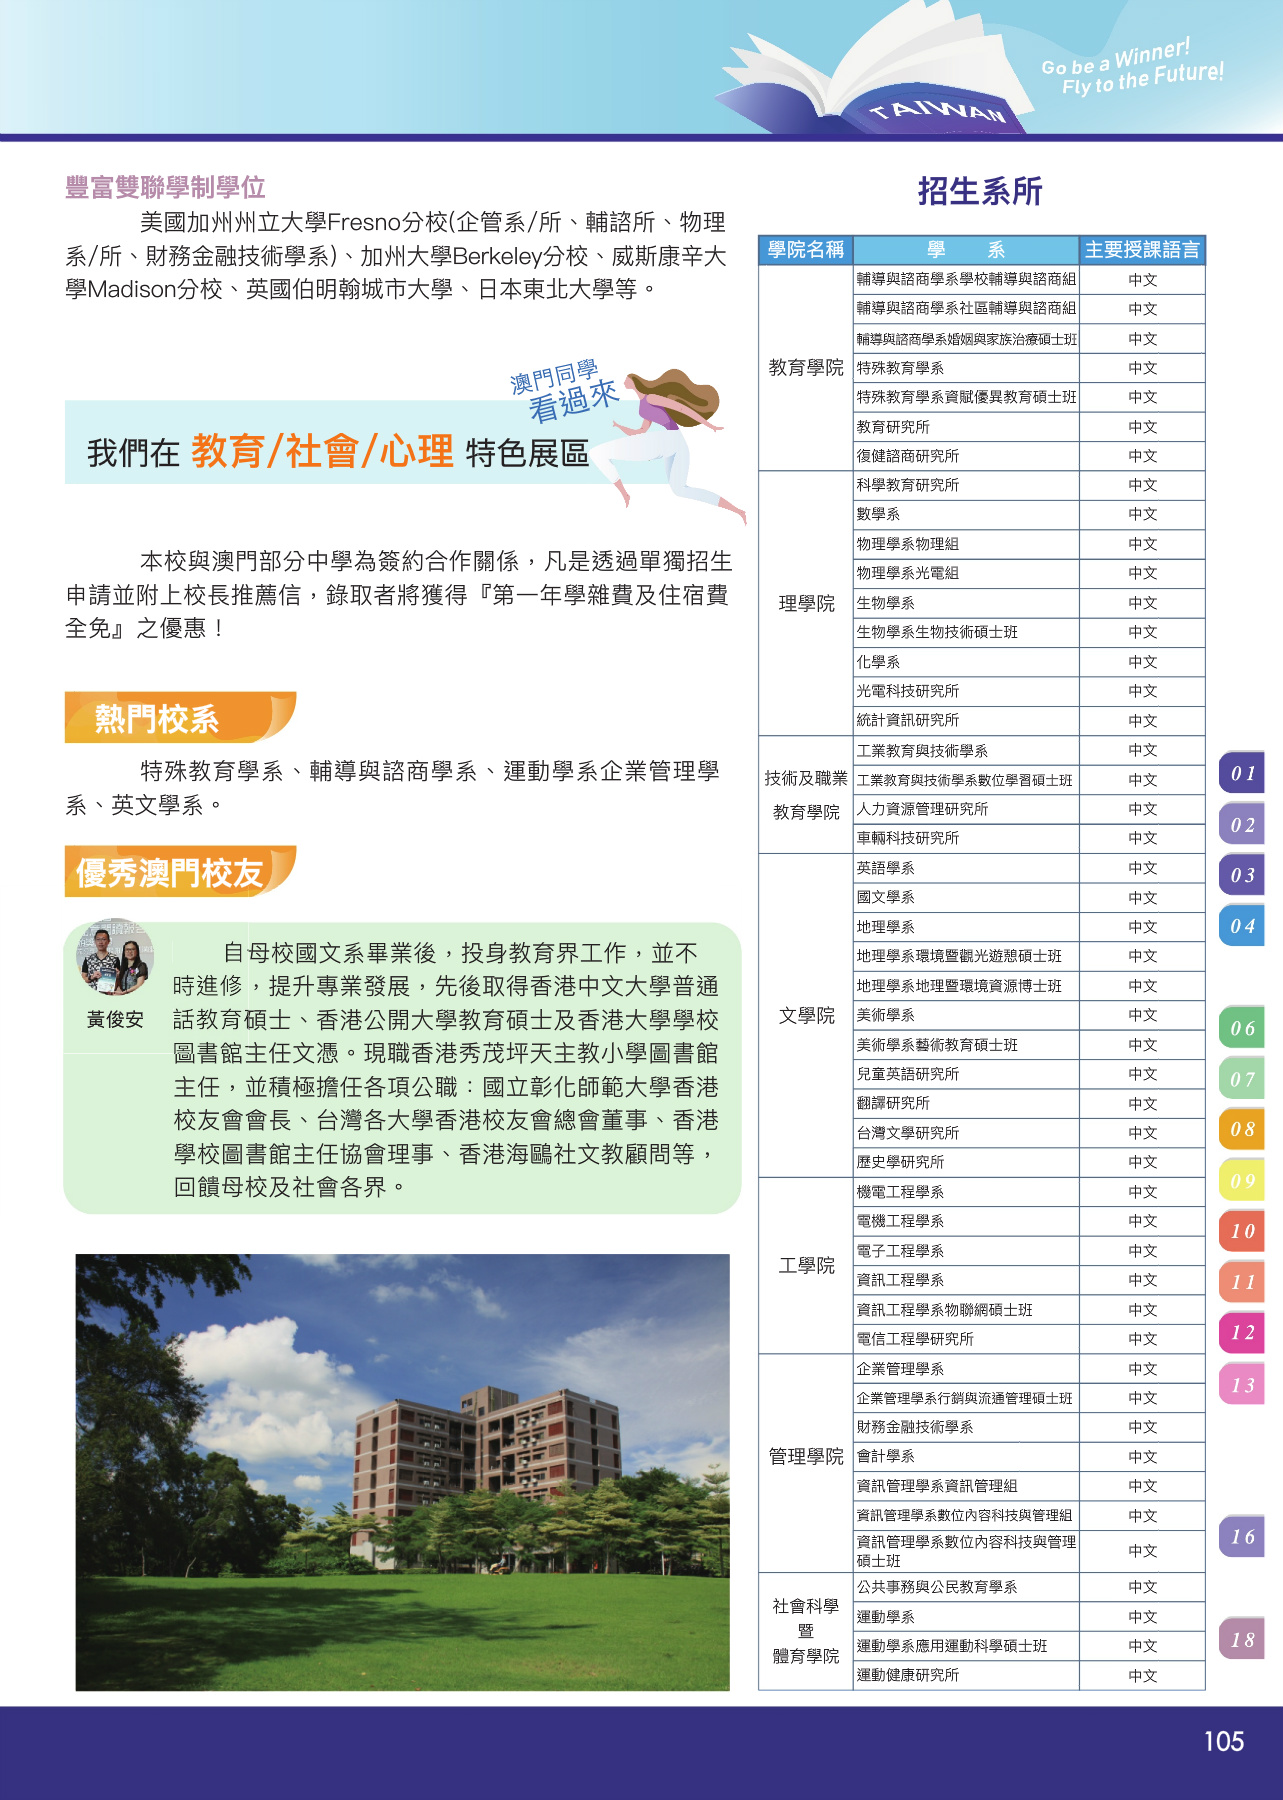 Go be a Winner!
Fly to the Future!
TAIWAN
豐富雙聯學制學位
美國加州州立大學Fresno分校(企管系/所、輔諮所、物理
系/所、財務金融技術學系)、加州大學Berkeley分校、威斯康辛大
學Madison分校、英國伯明翰城市大學、日本東北大學等。
澳門同學
看過來
我們在 教育/社會/心理 特色展區
本校與澳門部分中學為簽約合作關係，凡是透過單獨招生
申請並附上校長推薦信，錄取者將獲得『第一年學雜費及住宿費
全免』之優惠！
熱門校系
特殊教育學系、輔導與諮商學系、運動學系企業管理學
系、英文學系。
優秀澳門校友
黃俊安
自母校國文系畢業後，投身教育界工作，並不
時進修，提升專業發展，先後取得香港中文大學普通
話教育碩士、香港公開大學教育碩士及香港大學學校
圖書館主任文憑。現職香港秀茂坪天主教小學圖書館
主任，並積極擔任各項公職：國立彰化師範大學香港
校友會會長、台灣各大學香港校友會總會董事、香港
學校圖書館主任協會理事、香港海鷗社文教顧問等，
回饋母校及社會各界。
招生系所
學院名稱 學 系 主要授課語言
教育學院
輔導與諮商學系學校輔導與諮商組 中文
輔導與諮商學系社區輔導與諮商組 中文
輔導與諮商學系婚姻與家族治療碩士班 中文
特殊教育學系 中文
特殊教育學系資賦優異教育碩士班 中文
教育研究所 中文
復健諮商研究所 中文
理學院
科學教育研究所 中文
數學系 中文
物理學系物理組 中文
物理學系光電組 中文
生物學系 中文
生物學系生物技術碩士班 中文
化學系 中文
光電科技研究所 中文
統計資訊研究所 中文
技術及職業
教育學院
工業教育與技術學系 中文
工業教育與技術學系數位學習碩士班 中文
人力資源管理研究所 中文
車輛科技研究所 中文
文學院
英語學系 中文
國文學系 中文
地理學系 中文
地理學系環境暨觀光遊憩碩士班 中文
地理學系地理暨環境資源博士班 中文
美術學系 中文
美術學系藝術教育碩士班 中文
兒童英語研究所 中文
翻譯研究所 中文
台灣文學研究所 中文
歷史學研究所 中文
工學院
機電工程學系 中文
電機工程學系 中文
電子工程學系 中文
資訊工程學系 中文
資訊工程學系物聯網碩士班 中文
電信工程學研究所 中文
管理學院
企業管理學系 中文
企業管理學系行銷與流通管理碩士班 中文
財務金融技術學系 中文
會計學系 中文
資訊管理學系資訊管理組 中文
資訊管理學系數位內容科技與管理組 中文
資訊管理學系數位內容科技與管理
碩士班 中文
社會科學
暨
體育學院
公共事務與公民教育學系 中文
運動學系 中文
運動學系應用運動科學碩士班 中文
運動健康研究所 中文
01
02
03
04
06
07
08
09
10
11
12
13
16
18
105